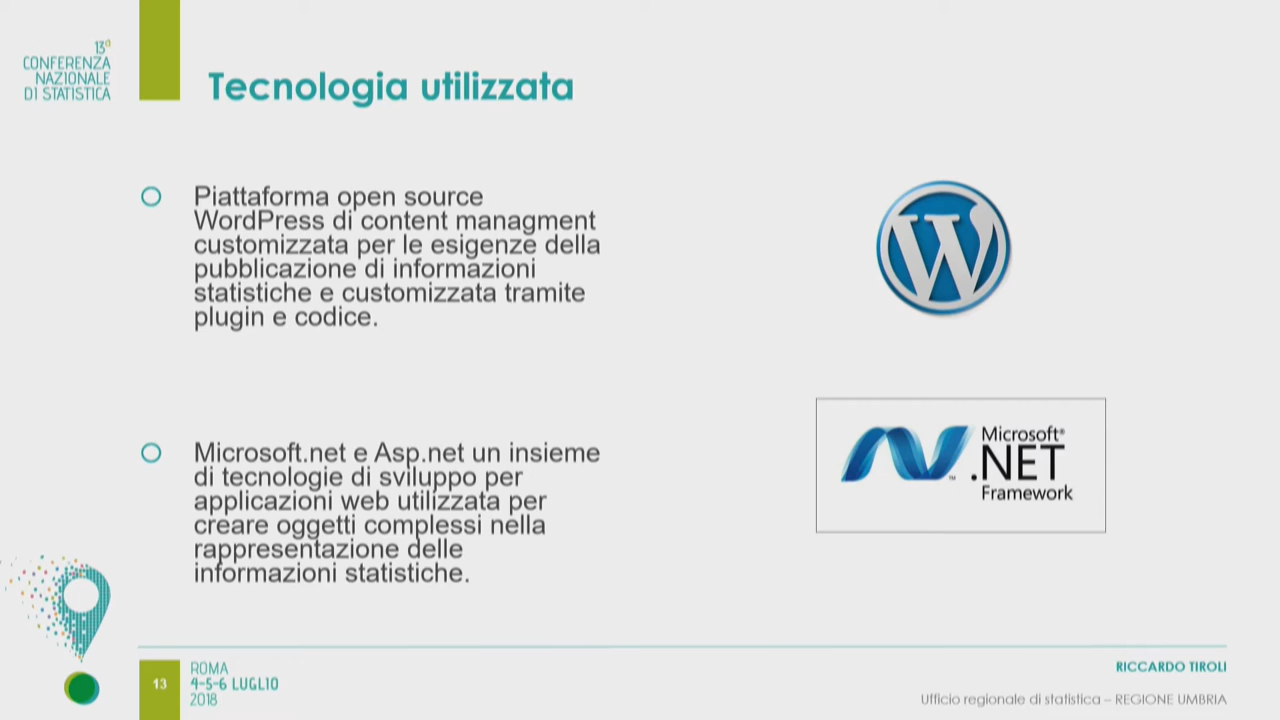 13ª
CONFERENZA
NAZIONALE
DI STATISTICA
Tecnologia utilizzata
Piattaforma open source
WordPress di content managment
customizzata per le esigenze della
pubblicazione di informazioni
statistiche e customizzata tramite
plugin e codice.
W
Microsoft.net e Asp.net un insieme
di tecnologie di sviluppo per
applicazioni web utilizzata per
creare oggetti complessi nella
rappresentazione delle
informazioni statistiche.
Microsoft®
.NET
Framework
™
13
ROMA
4-5-6 LUGLIO
2018
RICCARDO TIROLI
Ufficio regionale di statistica – REGIONE UMBRIA